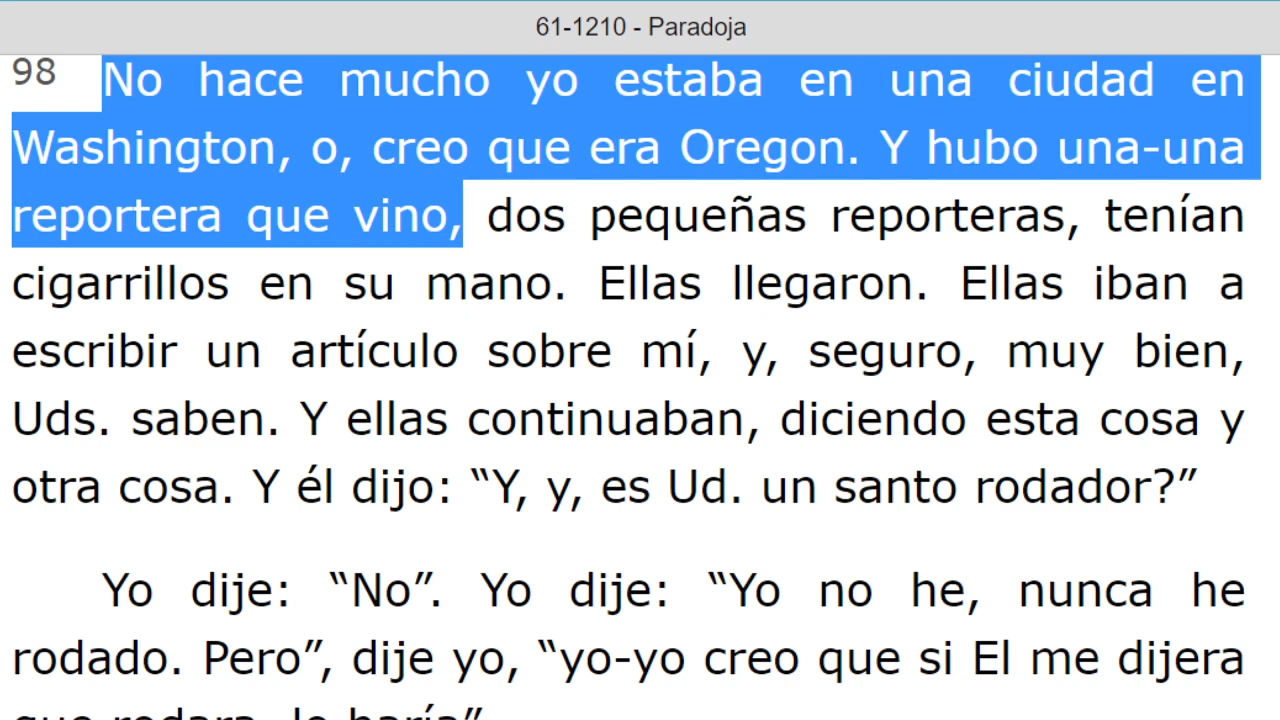 61-1210 - Paradoja
98 No hace mucho yo estaba en una ciudad en
Washington, o, creo que era Oregon. Y hubo una-una
reportera que vino, dos pequeñas reporteras, tenían
cigarrillos en su mano. Ellas llegaron. Ellas iban a
escribir un artículo sobre mí, y, seguro, muy bien,
Uds. saben. Y ellas continuaban, diciendo esta cosa y
otra cosa. Y él dijo: “Y, y, es Ud. un santo rodador?”
Yo dije: “No”. Yo dije: “Yo no he, nunca he
rodado. Pero”, dije yo, “yo-yo creo que si El me dijera
que rodara, lo haría”